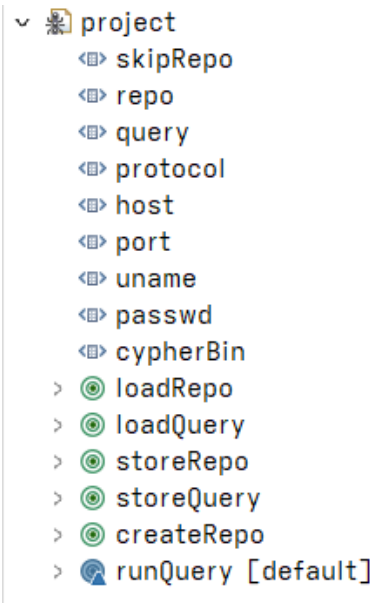 project
skipRepo
repo
query
protocol
host
port
uname
passwd
cypherBin
loadRepo
loadQuery
storeRepo
storeQuery
createRepo
runQuery [default]